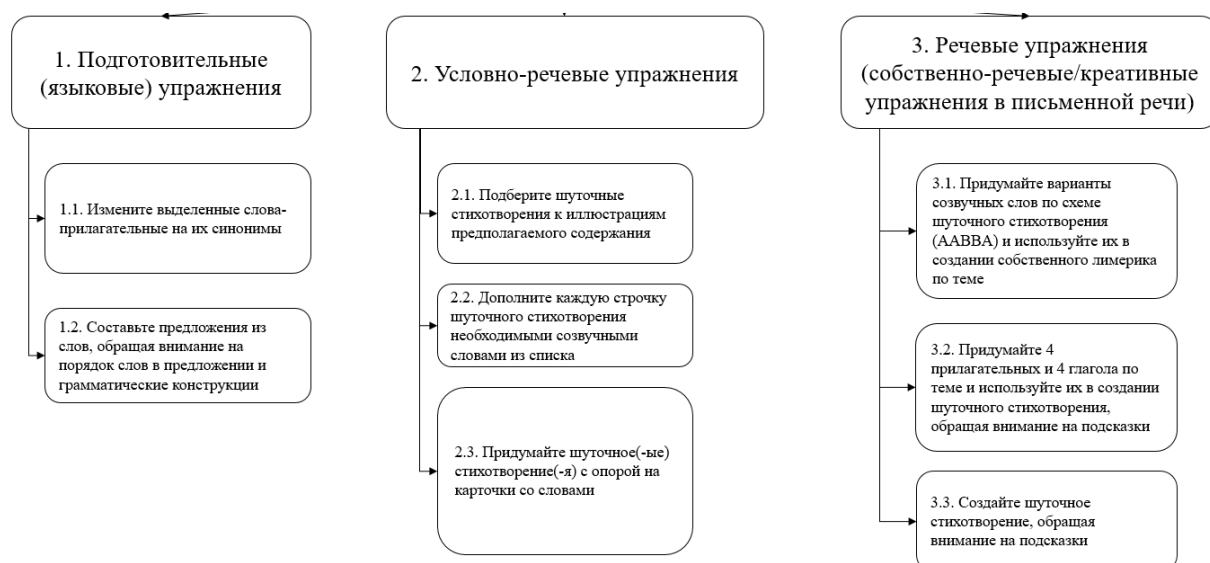 1. Подготовительные
(языковые) упражнения
1.1. Измените выделенные слова-
прилагательные на их синонимы
1.2. Составьте предложения из
слов, обращая внимание на
порядок слов в предложении и
грамматические конструкции
2. Условно-речевые упражнения
2.1. Подберите шуточные
стихотворения к иллюстрациям
предполагаемого содержания
2.2. Дополните каждую строчку
шуточного стихотворения
необходимыми созвучными
словами из списка
2.3. Придумайте шуточное(-ые)
стихотворение(-я) с опорой на
карточки со словами
3. Речевые упражнения
(собственно-речевые/креативные
упражнения в письменной речи)
3.1. Придумайте варианты
созвучных слов по схеме
шуточного стихотворения
(ААВВА) и используйте их в
создании собственного лимерика
по теме
3.2. Придумайте 4
прилагательных и 4 глагола по
теме и используйте их в создании
шуточного стихотворения,
обращая внимание на подсказки
3.3. Создайте шуточное
стихотворение, обращая
внимание на подсказки